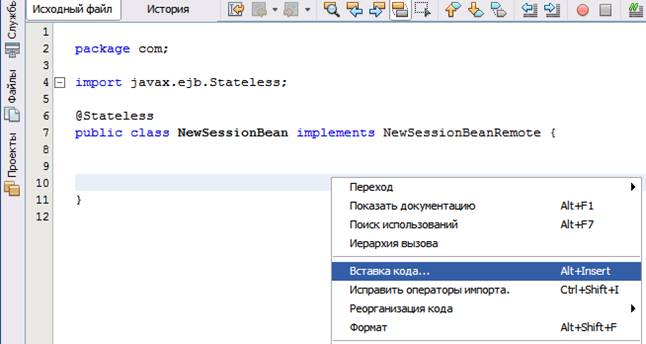 Исходный файл История
1
2 package com;
3
4 import javax.ejb.Stateless;
5
6 @Stateless
7 public class NewSessionBean implements NewSessionBeanRemote {
8
9
10
11 }
12
Переход
Показать документацию Alt+F1
Поиск использований Alt+F7
Иерархия вызова
Вставка кода... Alt+Insert
Исправить операторы импорта. Ctrl+Shift+I
Реорганизация кода
Формат Alt+Shift+F
Файлы
Проекты